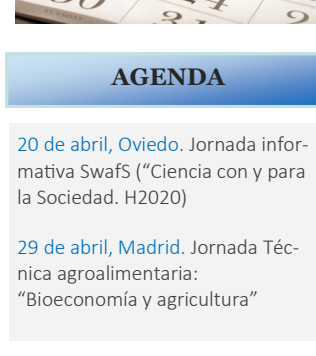 AGENDA
20 de abril, Oviedo. Jornada infor-
mativa SwafS (“Ciencia con y para
la Sociedad. H2020)
29 de abril, Madrid. Jornada Téc-
nica agroalimentaria:
“Bioeconomía y agricultura”